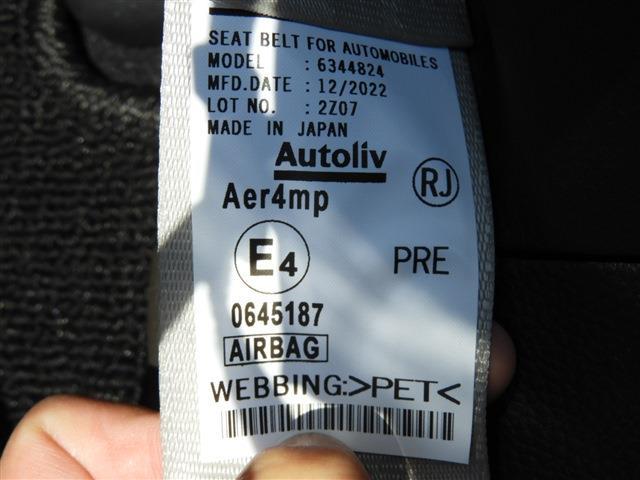 SEAT BELT FOR AUTOMOBILES
MODEL : 6344824
MFD.DATE : 12/2022
LOT NO. : 2Z07
MADE IN JAPAN
Autoliv
RJ
Aer4mp
E4
PRE
0645187
AIRBAG
WEBBING:>PET<